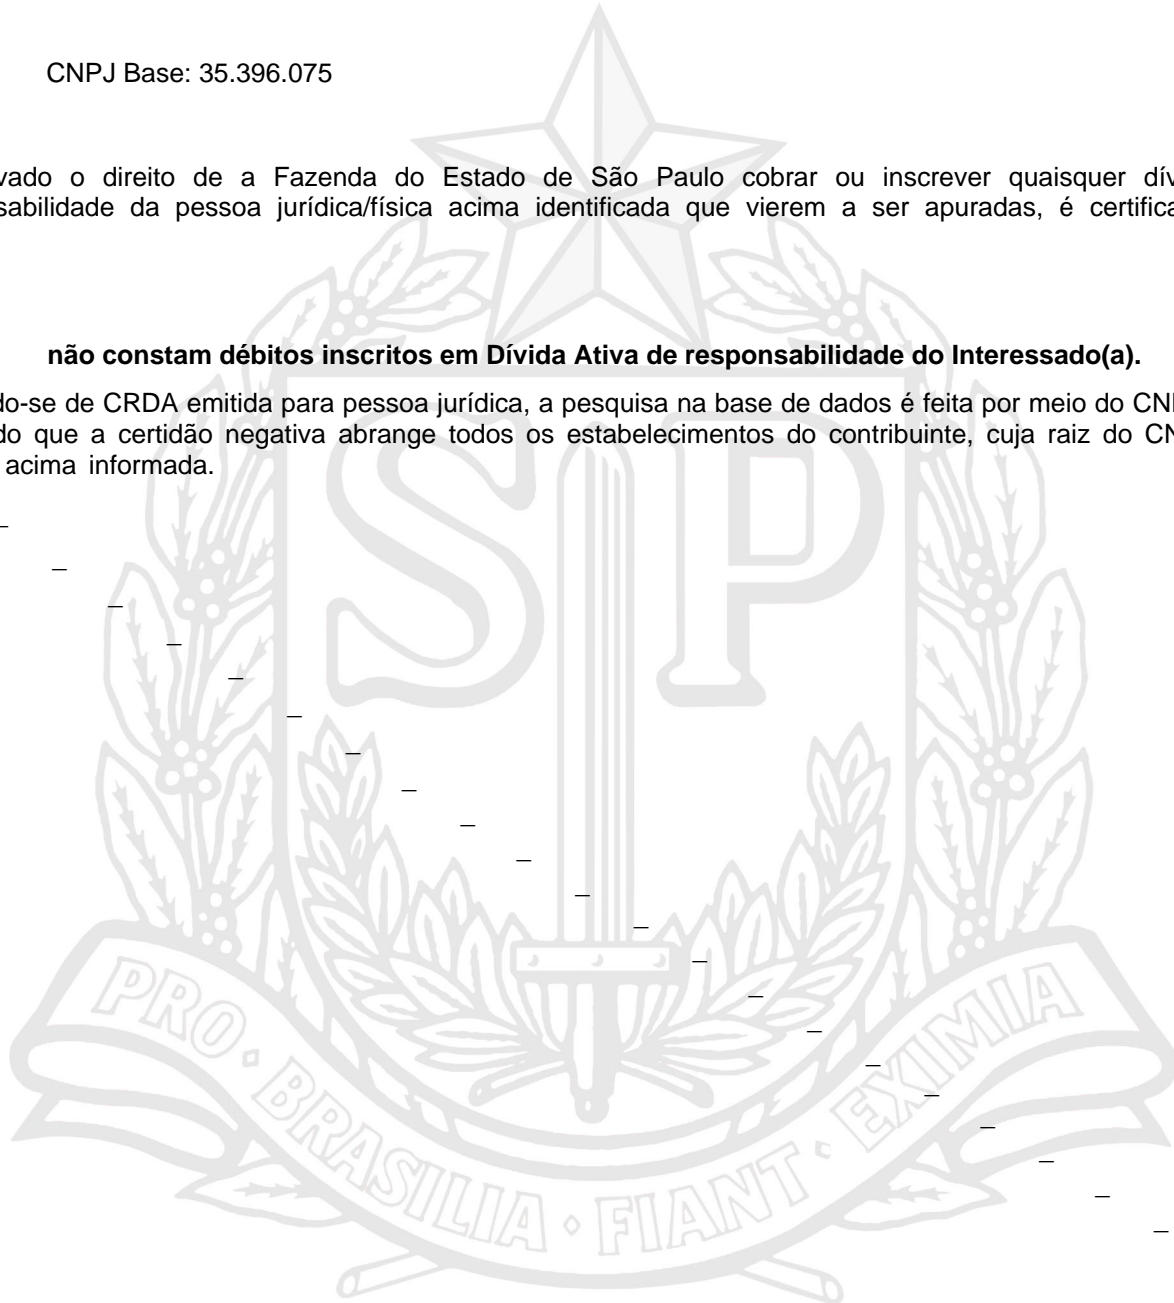 CNPJ Base: 35.396.075
vado o direito de a Fazenda do Estado de São Paulo cobrar ou inscrever quaisquer dív
sabilidade da pessoa jurídica/física acima identificada que vierem a ser apuradas, é certifica
não constam débitos inscritos em Dívida Ativa de responsabilidade do Interessado(a).
do-se de CRDA emitida para pessoa jurídica, a pesquisa na base de dados é feita por meio do CN
do que a certidão negativa abrange todos os estabelecimentos do contribuinte, cuja raiz do CN
acima informada.
SP
PRO · BRASILIA · FIANT · EXIMIA